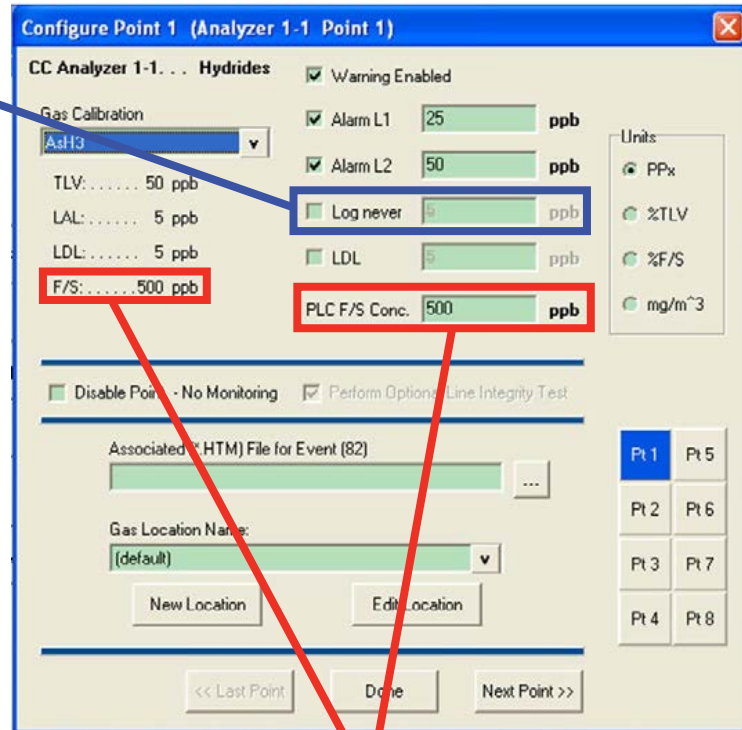 Configure Point 1 (Analyzer 1-1 Point 1)
CC Analyzer 1-1. . . Hydrides
Warning Enabled
Gas Calibration
AsH3
Alarm L1 25 ppb
Alarm L2 50 ppb
TLV: . . . . . . 50 ppb
LAL: . . . . . . 5 ppb
LDL: . . . . . . 5 ppb
F/S: . . . . . . 500 ppb
Log never 5 ppb
LDL 5 ppb
PLC F/S Conc. 500 ppb
Units
PPx
%TLV
%F/S
mg/m^3
Disable Point - No Monitoring
Perform Optional Line Integrity Test
Associated (*.HTM) File for Event (82)
...
Gas Location Name:
(default)
New Location
Edit Location
Pt 1 Pt 5
Pt 2 Pt 6
Pt 3 Pt 7
Pt 4 Pt 8
<< Last Point
Done
Next Point >>